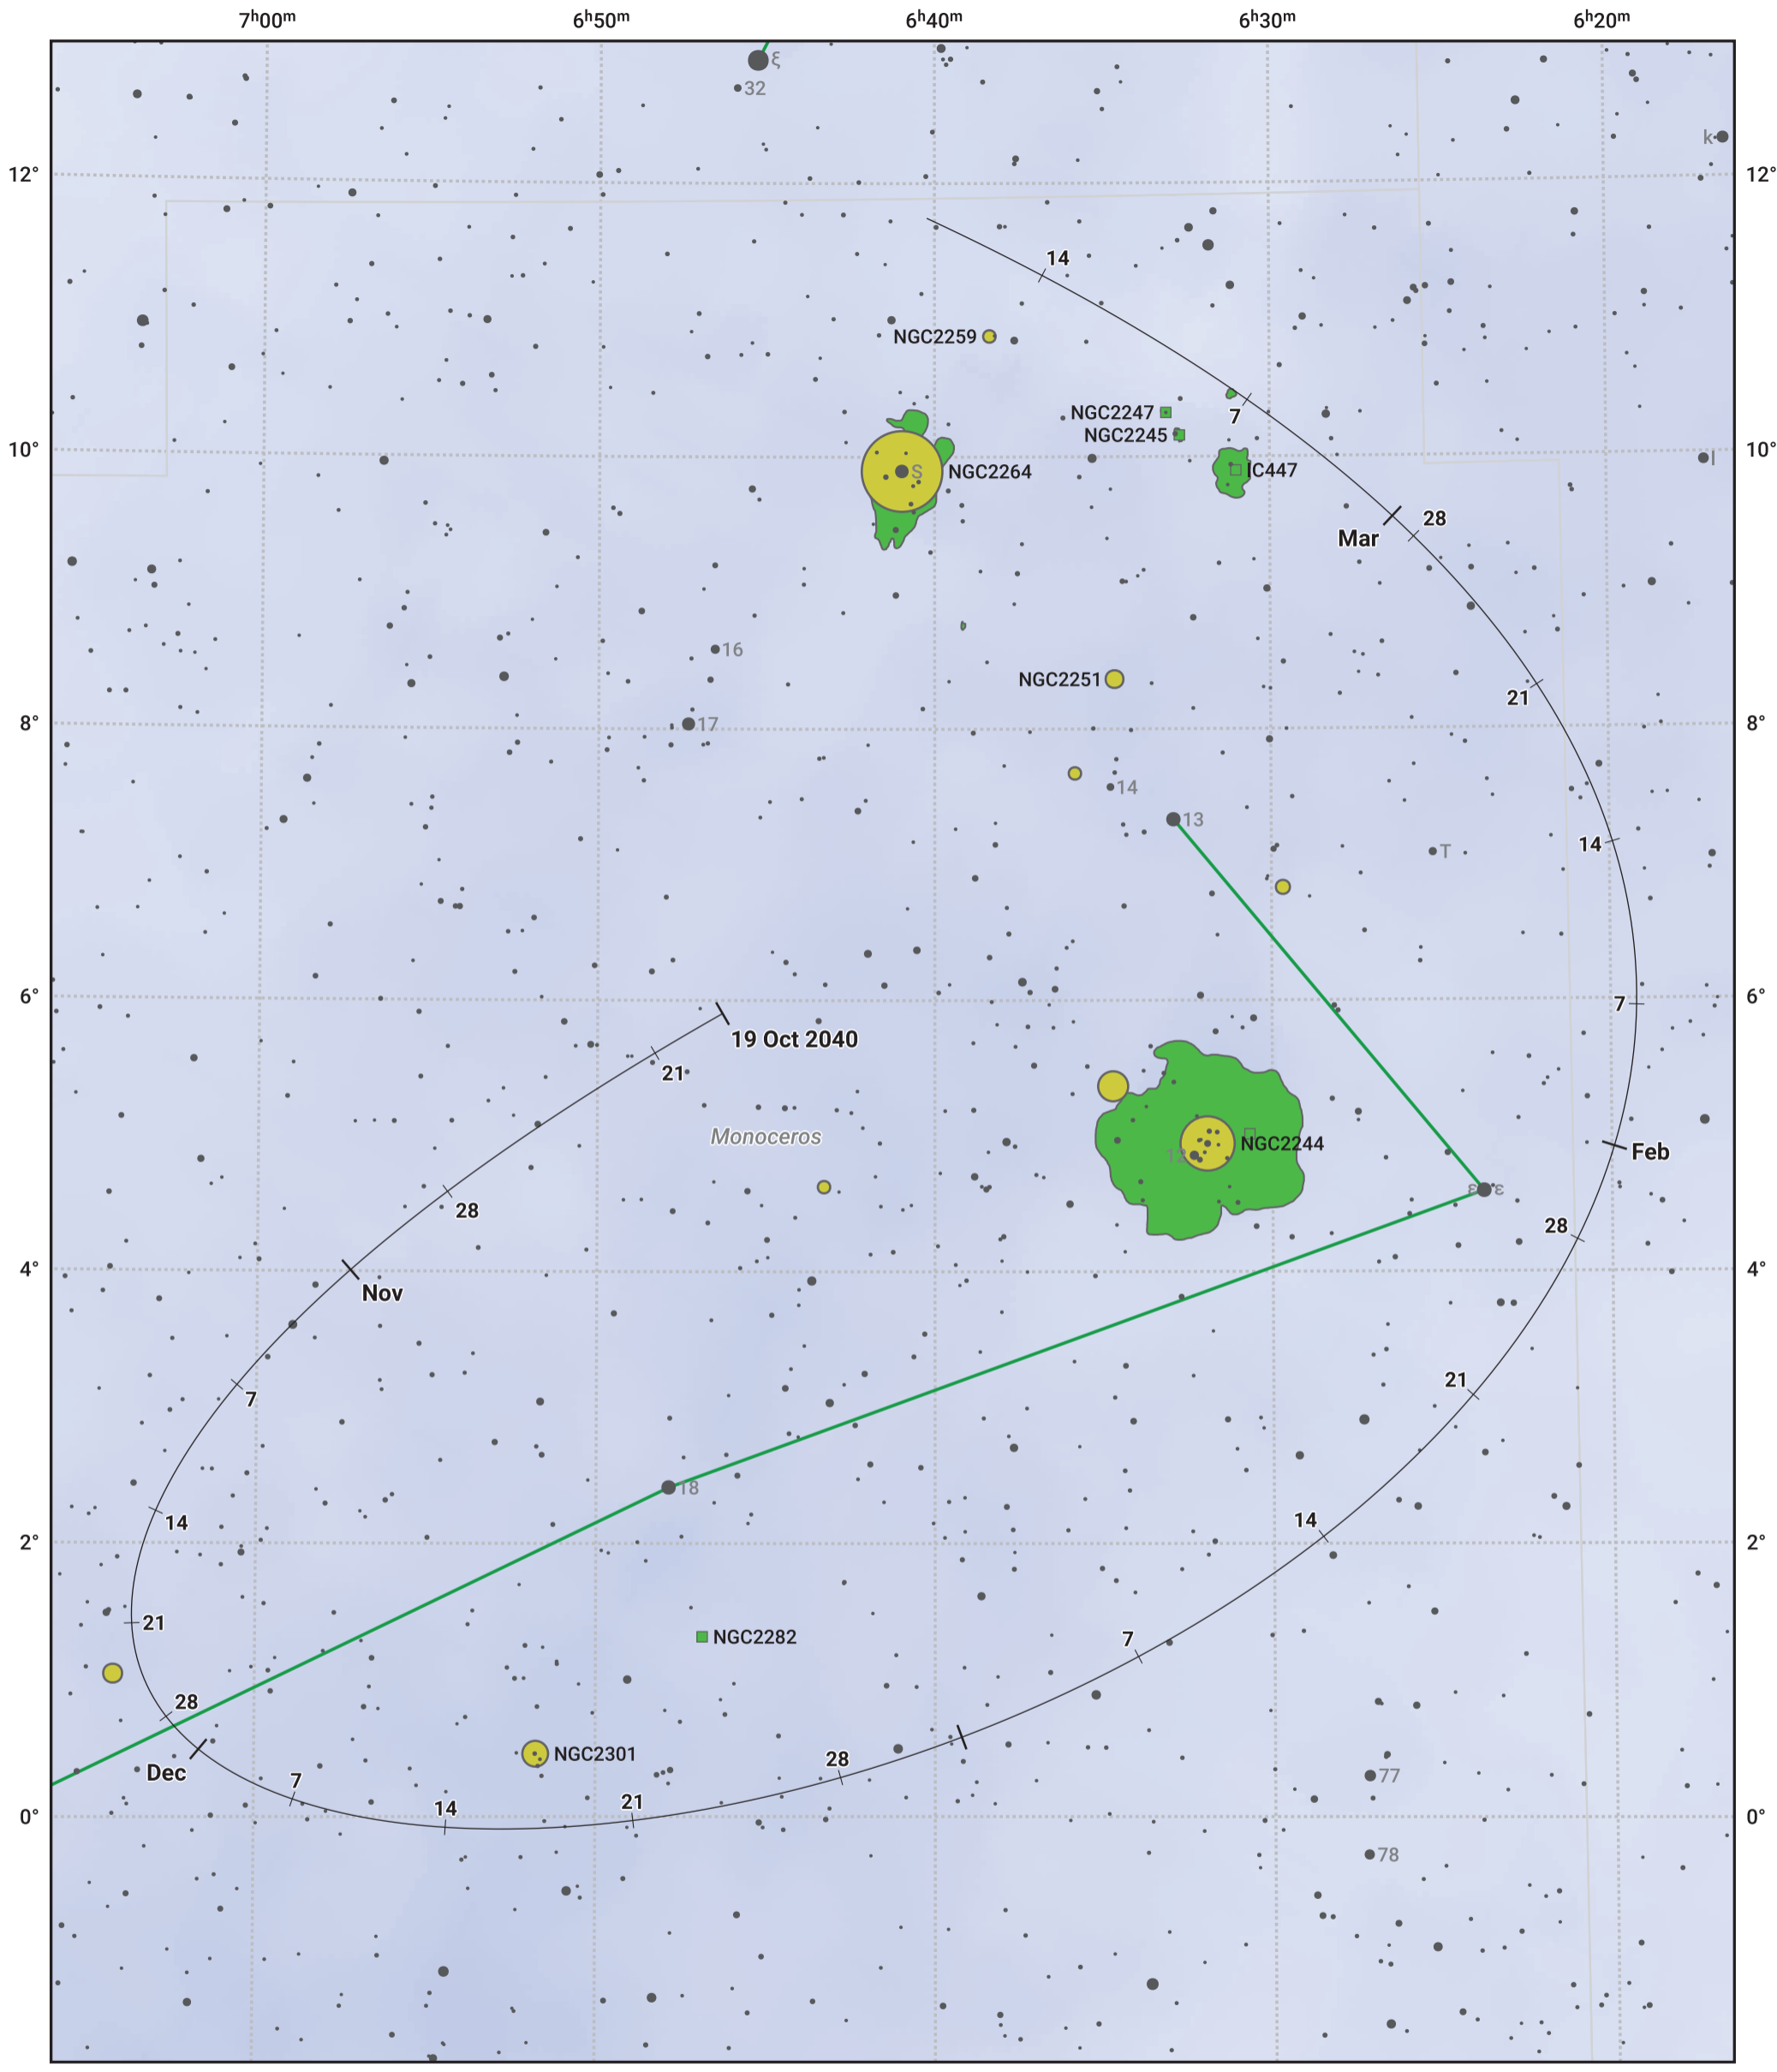 7h00m 6h50m 6h40m 6h30m 6h20m
ξ
32
k
12° 12°
14
NGC2259
7
NGC2247
NGC2245
10° 10°
l
S NGC2264
IC447
28
Mar
16
NGC2251
21
8° 8°
17
14
13
14
T
6° 6°
7
19 Oct 2040
21
Monoceros
NGC2244
12
Feb
ε ε
28
28
4° 4°
Nov
21
7
18
14
14
2° 2°
21
NGC2282
7
28
NGC2301
28
Dec
7
77
21
14
0° 0°
78